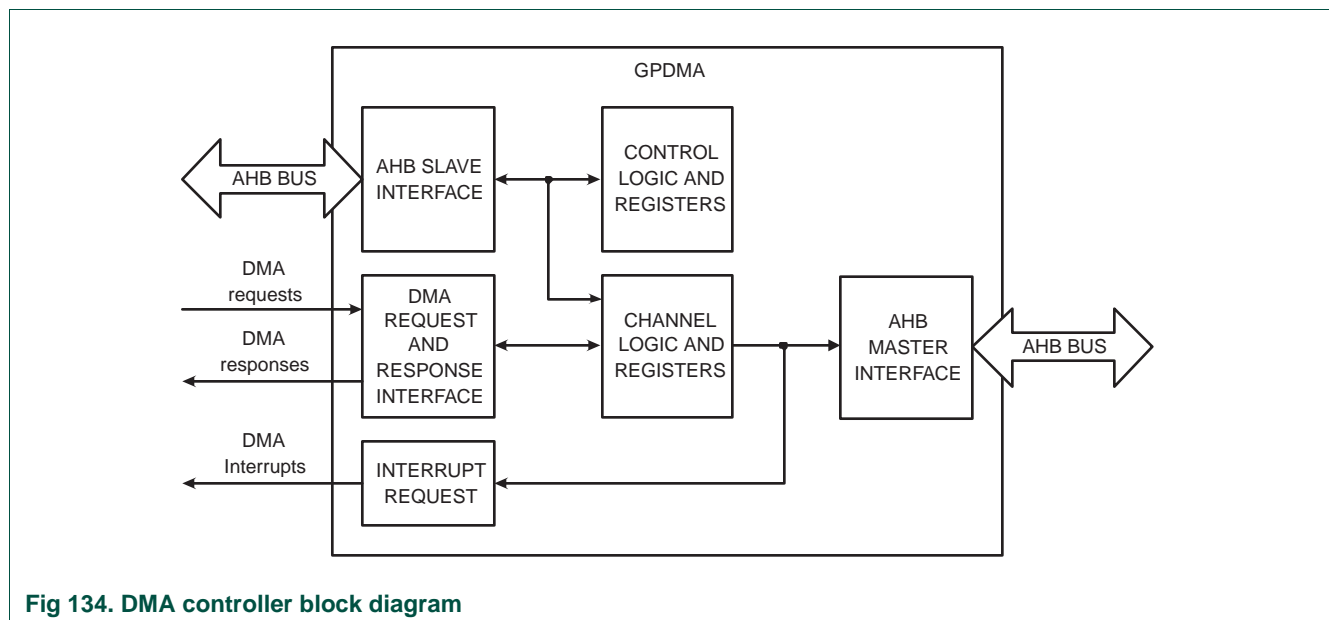 GPDMA
AHB BUS
AHB SLAVE
INTERFACE
CONTROL
LOGIC AND
REGISTERS
DMA
requests
DMA
responses
DMA
REQUEST
AND
RESPONSE
INTERFACE
CHANNEL
LOGIC AND
REGISTERS
AHB
MASTER
INTERFACE
AHB BUS
DMA
Interrupts
INTERRUPT
REQUEST
Fig 134. DMA controller block diagram